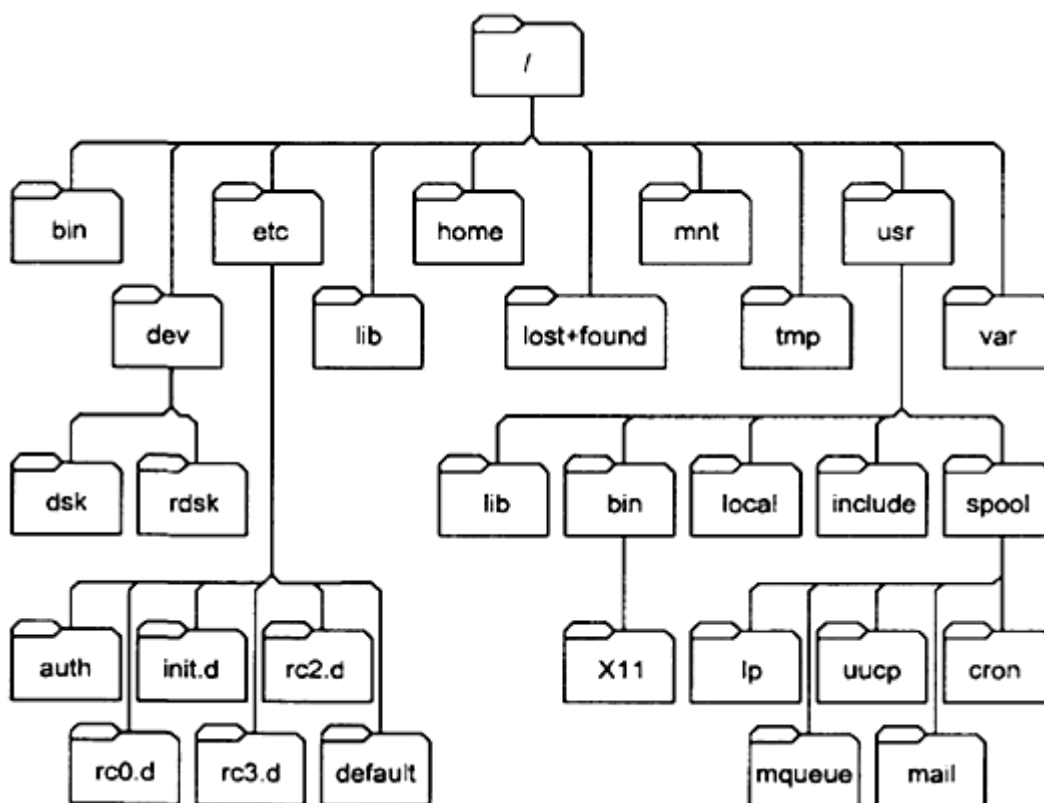 /
bin
etc
home
mnt
usr
dev
lib
lost+found
tmp
var
dsk
rdsk
lib
bin
local
include
spool
auth
init.d
rc2.d
X11
lp
uucp
cron
rc0.d
rc3.d
default
mqueue
mail